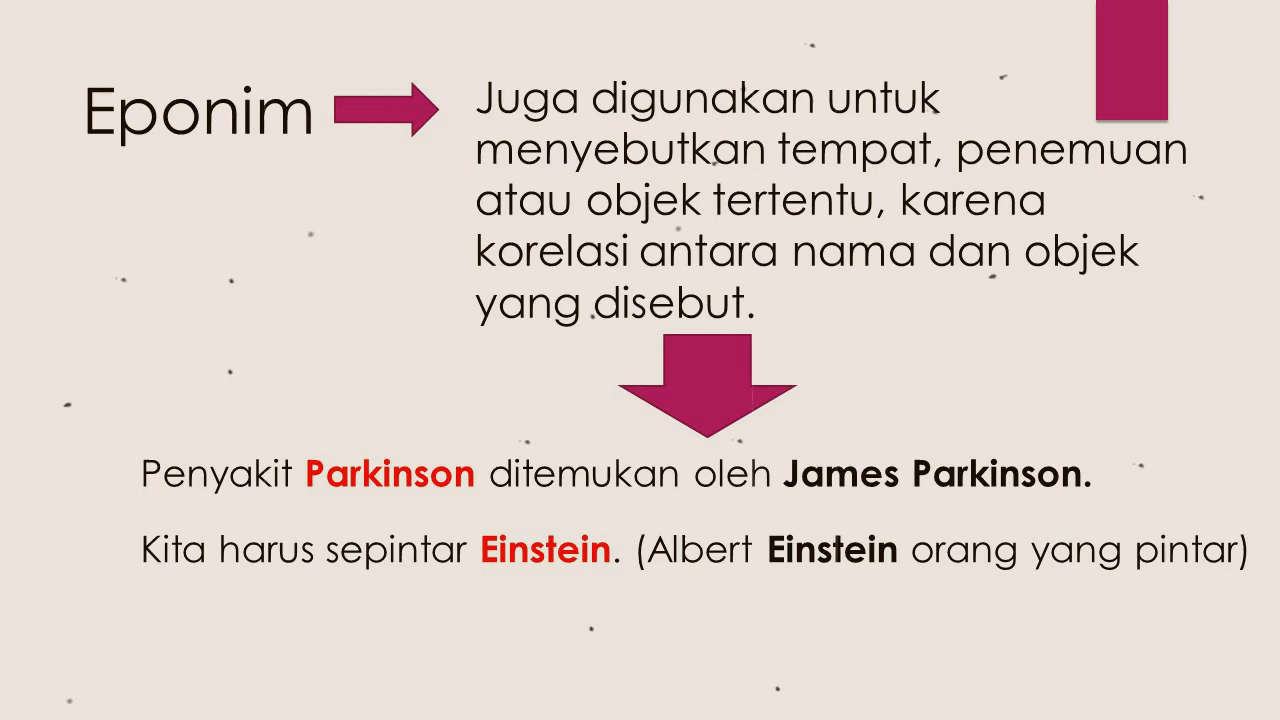 Eponim
Juga digunakan untuk
menyebutkan tempat, penemuan
atau objek tertentu, karena
korelasi antara nama dan objek
yang disebut.
Penyakit Parkinson ditemukan oleh James Parkinson.
Kita harus sepintar Einstein. (Albert Einstein orang yang pintar)